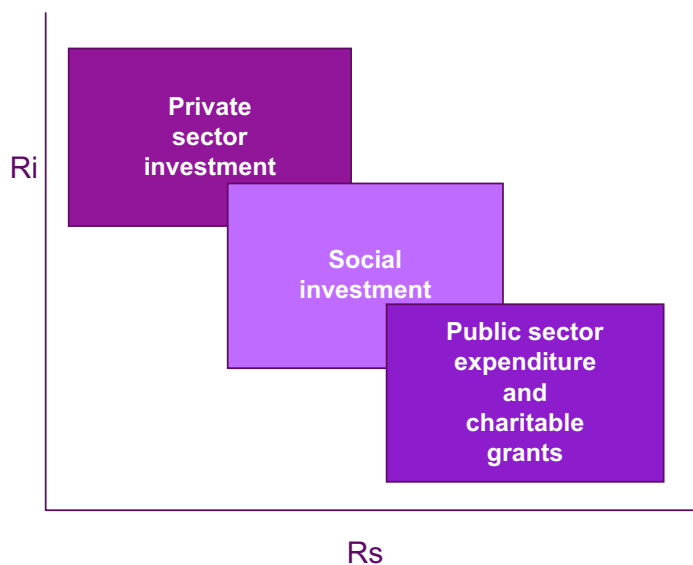 Private
sector
investment
Ri
Social
investment
Public sector
expenditure
and
charitable
grants
Rs